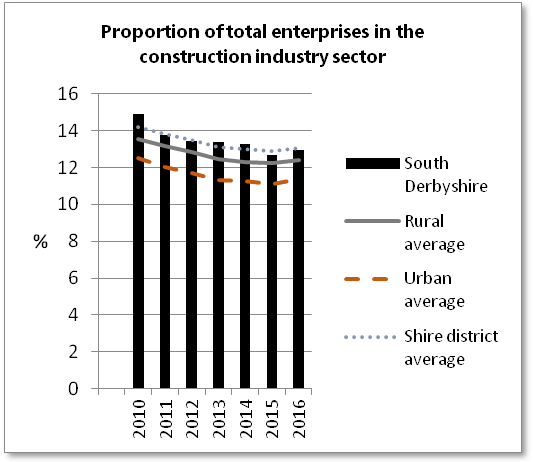 Proportion of total enterprises in the
construction industry sector
16
14
12
10
8
6
4
2
0
%
2010
2011
2012
2013
2014
2015
2016
South
Derbyshire
Rural
average
Urban
average
Shire district
average